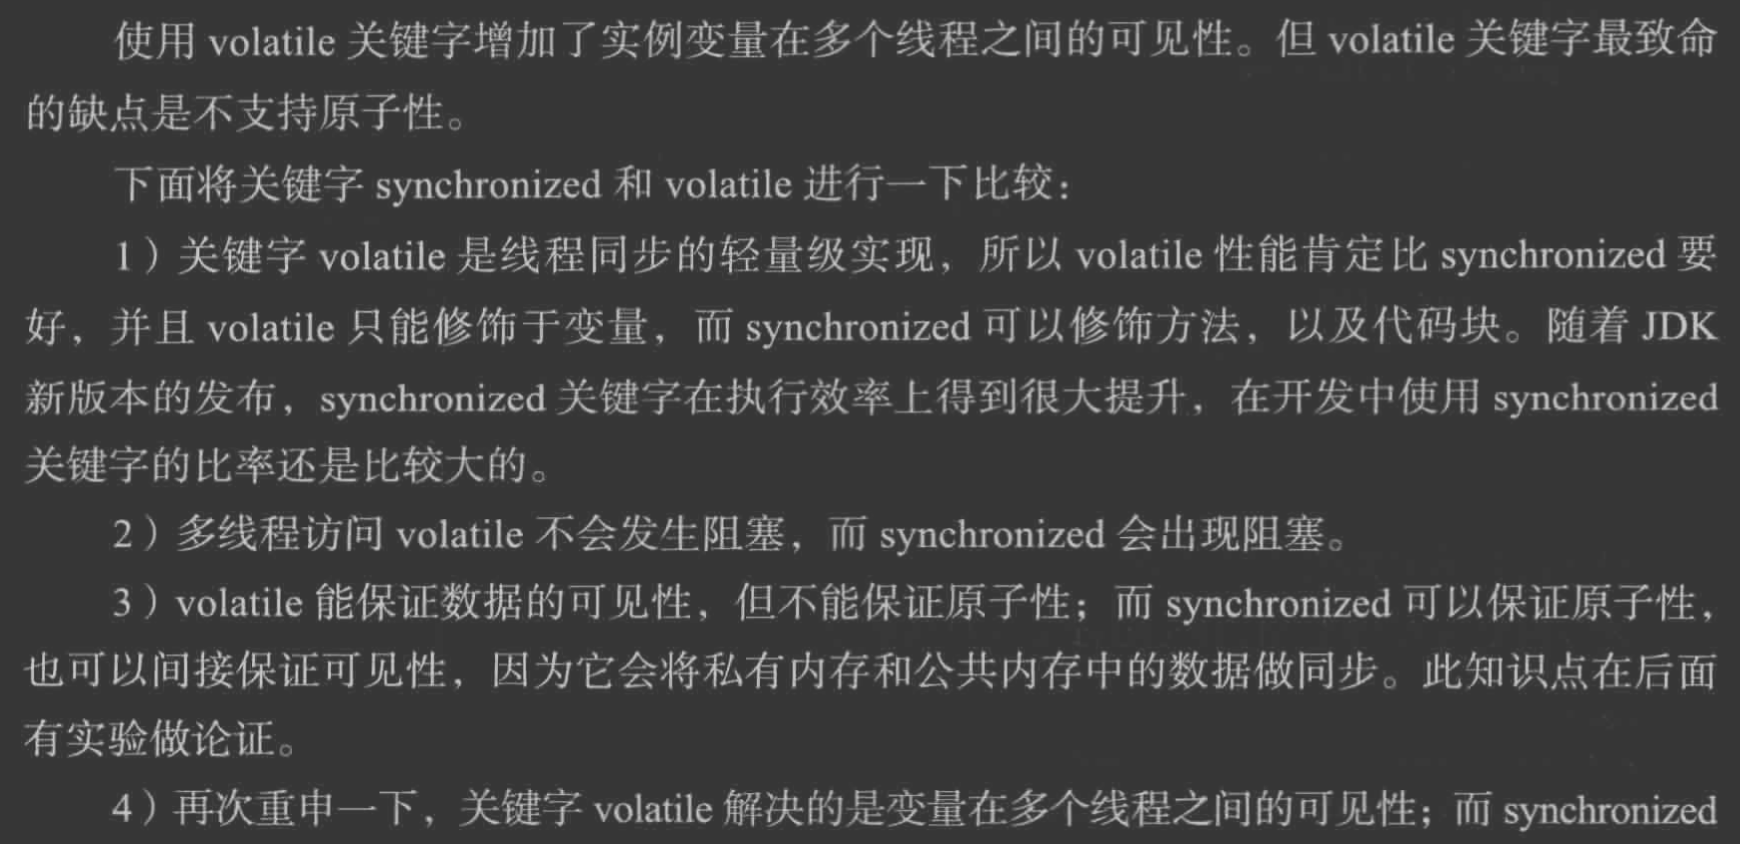 使用 volatile 关键字增加了实例变量在多个线程之间的可见性。但 volatile 关键字最致命
的缺点是不支持原子性。
下面将关键字 synchronized 和 volatile 进行一下比较：
1）关键字 volatile 是线程同步的轻量级实现，所以 volatile 性能肯定比 synchronized 要
好，并且 volatile 只能修饰于变量，而 synchronized 可以修饰方法，以及代码块。随着 JDK
新版本的发布，synchronized 关键字在执行效率上得到很大提升，在开发中使用 synchronized
关键字的比率还是比较大的。
2）多线程访问 volatile 不会发生阻塞，而 synchronized 会出现阻塞。
3）volatile 能保证数据的可见性，但不能保证原子性；而 synchronized 可以保证原子性，
也可以间接保证可见性，因为它会将私有内存和公共内存中的数据做同步。此知识点在后面
有实验做论证。
4）再次重申一下，关键字 volatile 解决的是变量在多个线程之间的可见性；而 synchronized